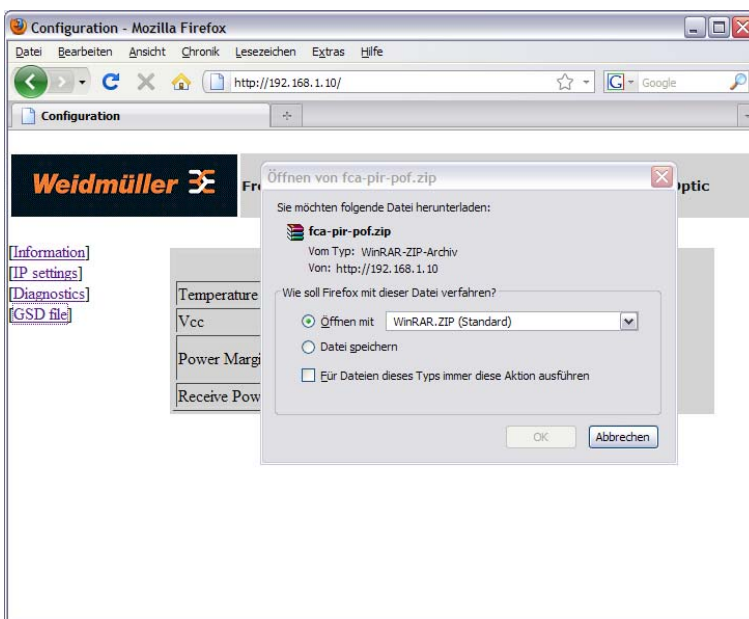 Configuration - Mozilla Firefox
Datei Bearbeiten Ansicht Chronik Lesezeichen Extras Hilfe
http://192.168.1.10/
Google
Configuration
Weidmüller
Öffnen von fca-pir-pof.zip
Sie möchten folgende Datei herunterladen:
fca-pir-pof.zip
Vom Typ: WinRAR-ZIP-Archiv
Von: http://192.168.1.10
Wie soll Firefox mit dieser Datei verfahren?
Öffnen mit WinRAR.ZIP (Standard)
Datei speichern
Für Dateien dieses Typs immer diese Aktion ausführen
OK Abbrechen
[Information]
[IP settings]
[Diagnostics]
[GSD file]
Temperature
Vcc
Power Margi
Receive Pow